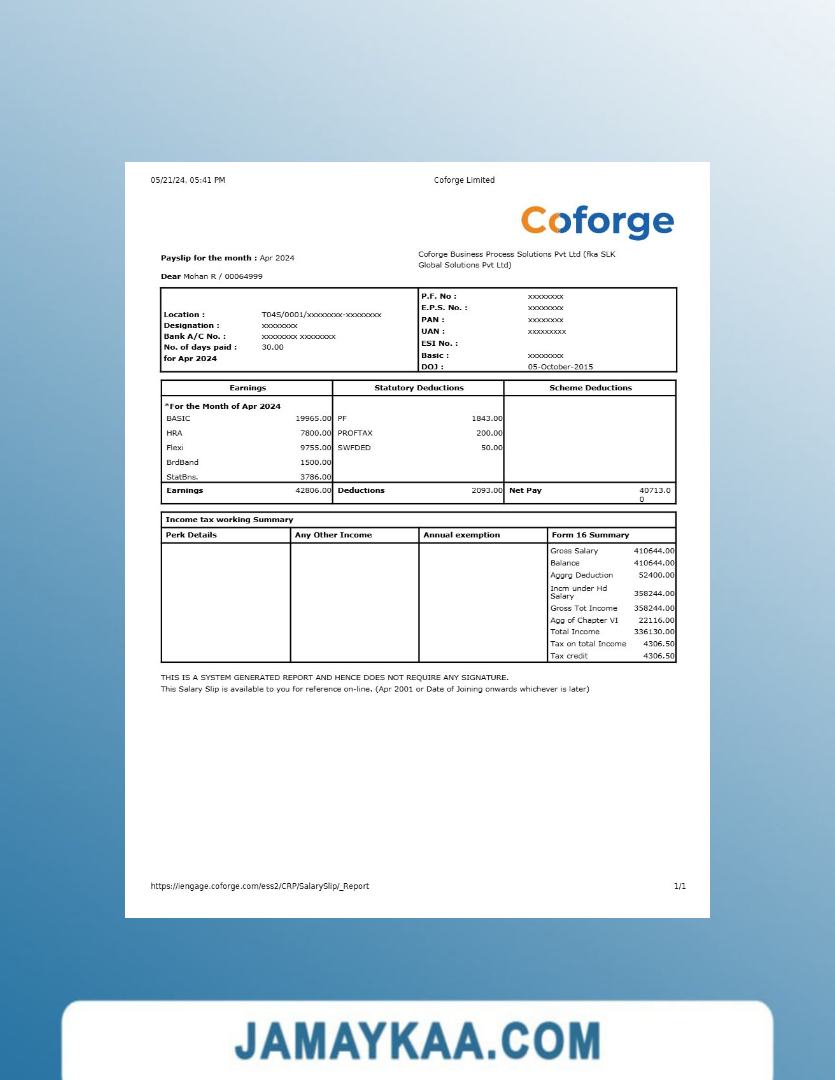 05/21/24, 05:41 PM Coforge Limited
Coforge
Payslip for the month : Apr 2024
Coforge Business Process Solutions Pvt Ltd (fka SLK
Global Solutions Pvt Ltd)
Dear Mohan R / 00064999
Location : T045/0001/xxxxxxxx-xxxxxxxx
Designation : xxxxxxxx
Bank A/C No. : xxxxxxxx xxxxxxxx
No. of days paid : 30.00
for Apr 2024
P.F. No : xxxxxxxx
E.P.S. No. : xxxxxxxx
PAN : xxxxxxxx
UAN : xxxxxxxxx
ESI No. :
Basic : xxxxxxxx
DOJ : 05-October-2015
Earnings Statutory Deductions Scheme Deductions
*For the Month of Apr 2024
BASIC 19965.00 PF 1843.00
HRA 7800.00 PROFTAX 200.00
Flexi 9755.00 SWFDED 50.00
BrdBand 1500.00
StatBns. 3786.00
Earnings 42806.00 Deductions 2093.00 Net Pay 40713.0
0
Income tax working Summary
Perk Details Any Other Income Annual exemption Form 16 Summary
Gross Salary 410644.00
Balance 410644.00
Aggrg Deduction 52400.00
Incm under Hd
Salary 358244.00
Gross Tot Income 358244.00
Agg of Chapter VI 22116.00
Total Income 336130.00
Tax on total Income 4306.50
Tax credit 4306.50
THIS IS A SYSTEM GENERATED REPORT AND HENCE DOES NOT REQUIRE ANY SIGNATURE.
This Salary Slip is available to you for reference on-line. (Apr 2001 or Date of Joining onwards whichever is later)
https://iengage.coforge.com/ess2/CRP/SalarySlip/_Report 1/1
JAMAYKAA.COM